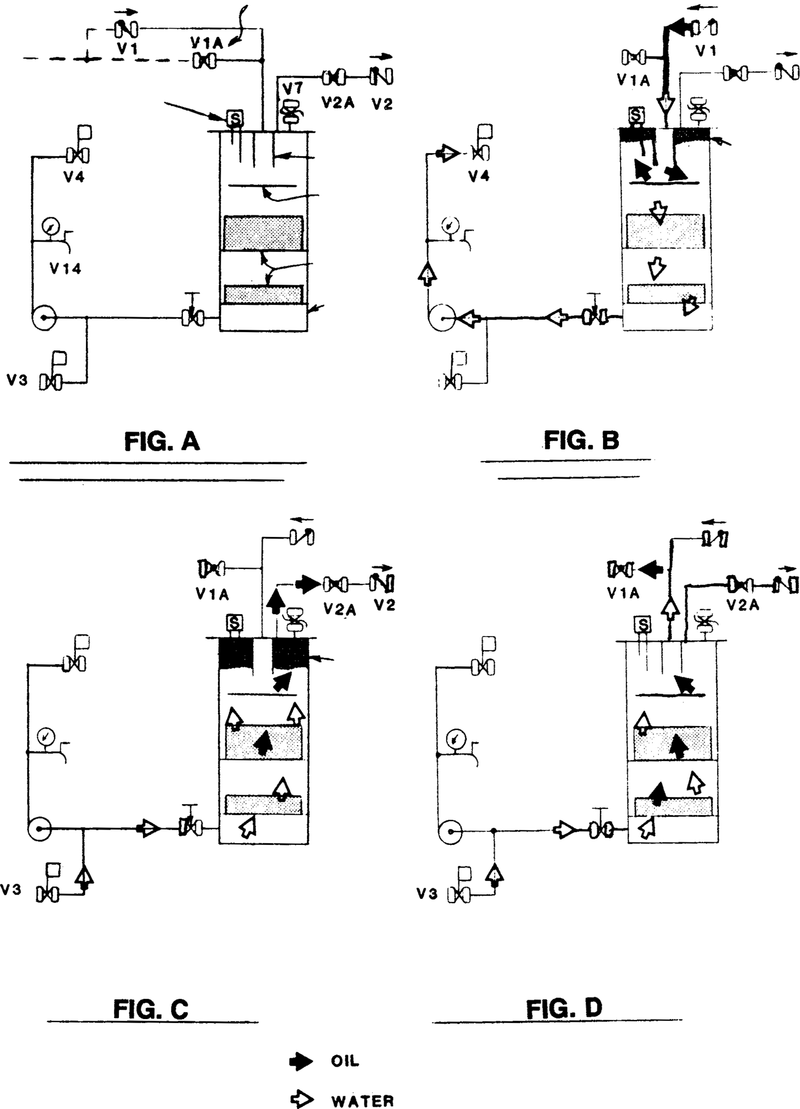 V1
V1A
V7
V2A
V2
S
V4
V14
V3
FIG. A
V1
V1A
S
V4
FIG. B
V1A
V2A
V2
S
V3
FIG. C
V1A
V2A
S
V3
FIG. D
OIL
WATER